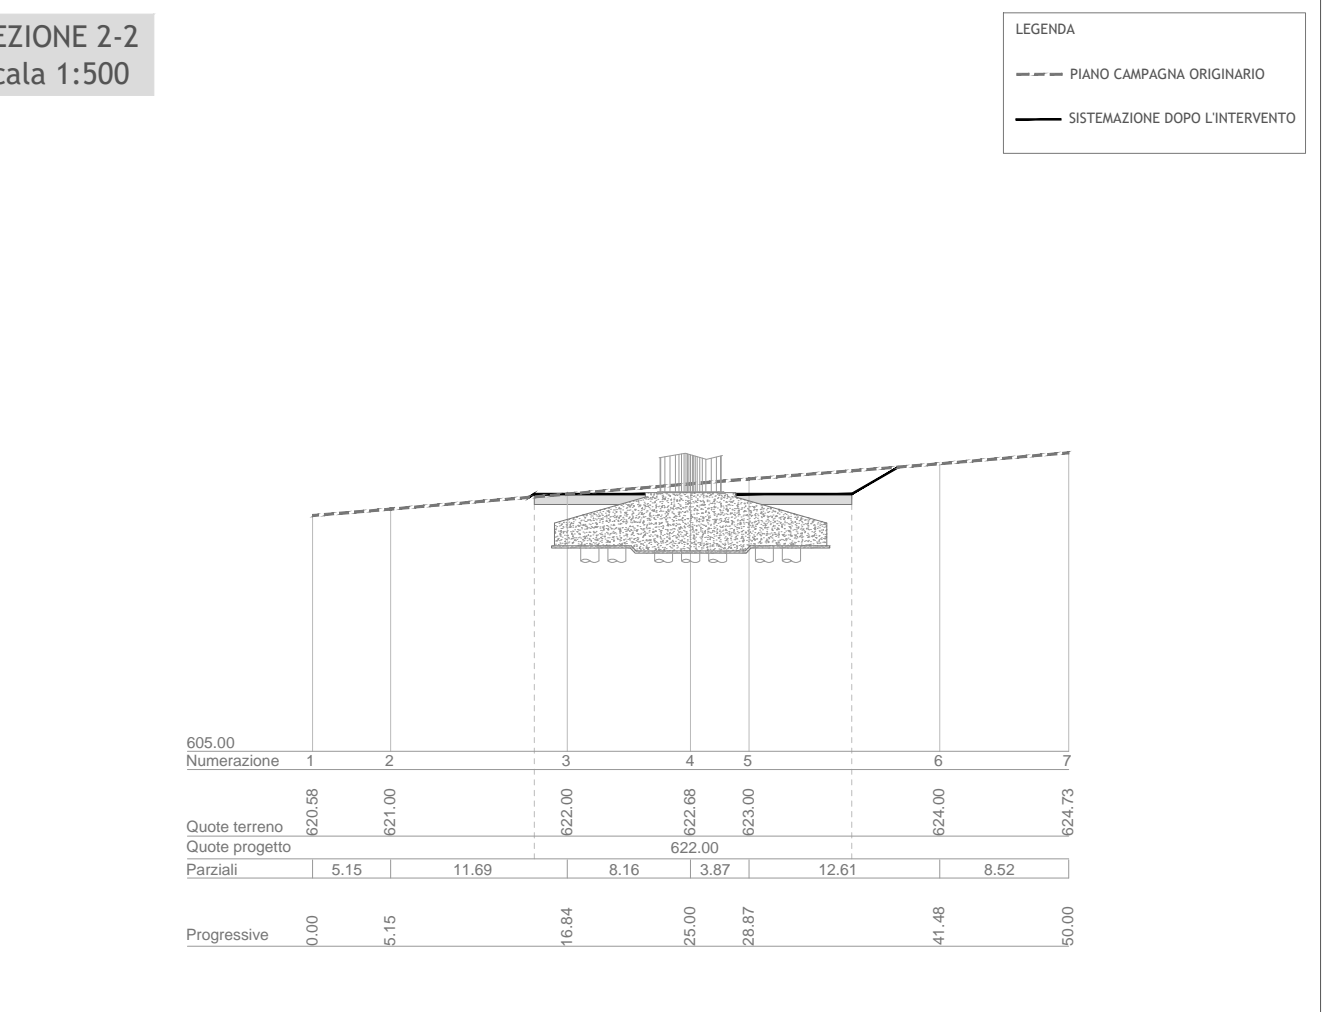 EZIONE 2-2
cala 1:500
LEGENDA
PIANO CAMPAGNA ORIGINARIO
SISTEMAZIONE DOPO L'INTERVENTO
605.00
Numerazione 1 2 3 4 5 6 7
Quote terreno 620.58 621.00 622.00 622.68 623.00 624.00 624.73
Quote progetto 622.00
Parziali 5.15 11.69 8.16 3.87 12.61 8.52
Progressive 0.00 5.15 16.84 25.00 28.87 41.48 50.00